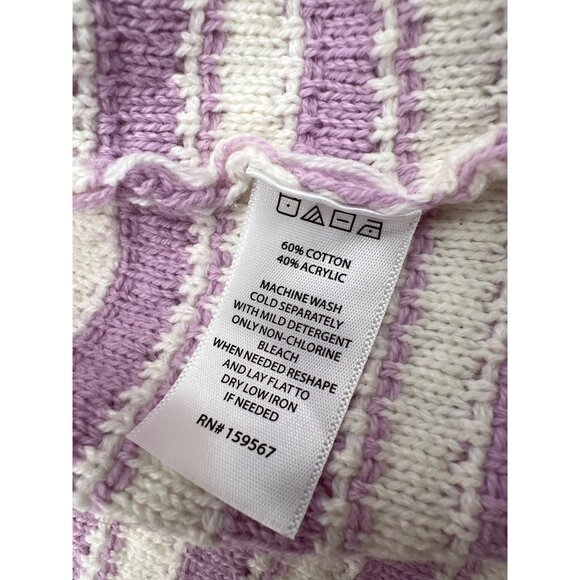 60% COTTON
40% ACRYLIC
MACHINE WASH
COLD SEPARATELY
WITH MILD DETERGENT
ONLY NON-CHLORINE
BLEACH
WHEN NEEDED RESHAPE
AND LAY FLAT TO
DRY LOW IRON
IF NEEDED
RN# 159567